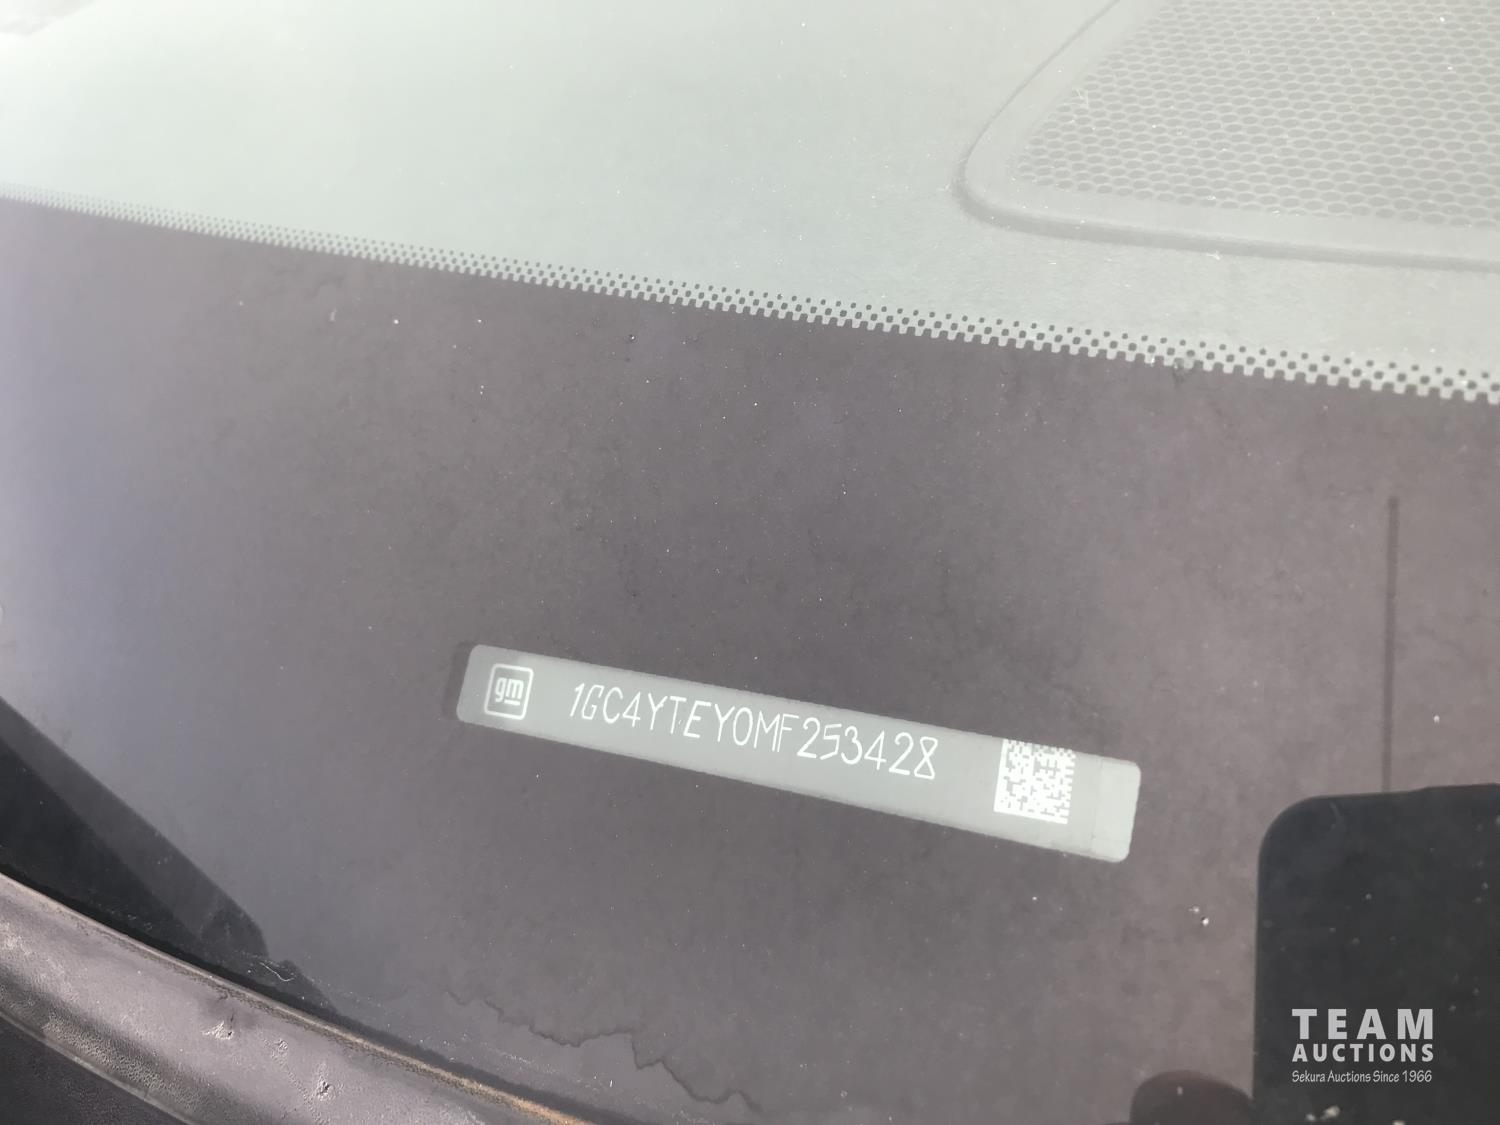 gm 1GC4YTEY0MF253428
TEAM
AUCTIONS
Sekura Auctions Since 1966